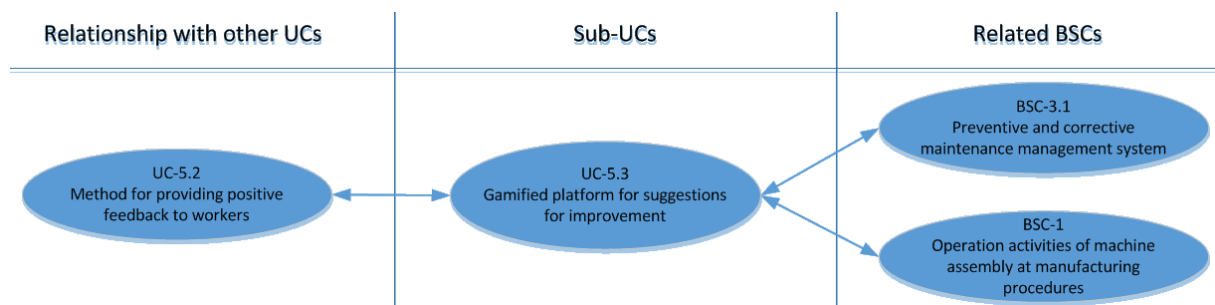 Relationship with other UCs
Sub-UCs
Related BSCs
UC-5.2
Method for providing positive
feedback to workers
UC-5.3
Gamified platform for suggestions
for improvement
BSC-3.1
Preventive and corrective
maintenance management system
BSC-1
Operation activities of machine
assembly at manufacturing
procedures